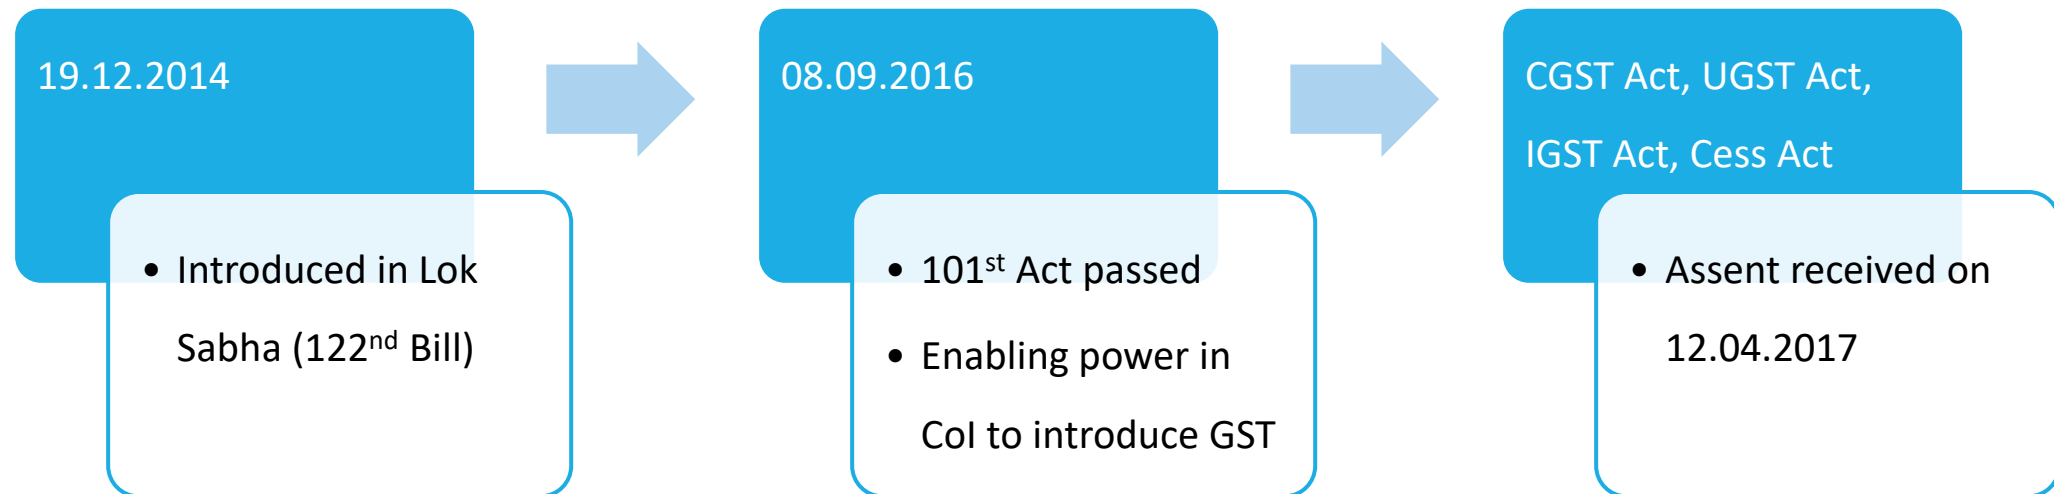 19.12.2014
• Introduced in Lok
Sabha (122nd Bill)
08.09.2016
• 101st Act passed
• Enabling power in
CoI to introduce GST
CGST Act, UGST Act,
IGST Act, Cess Act
• Assent received on
12.04.2017